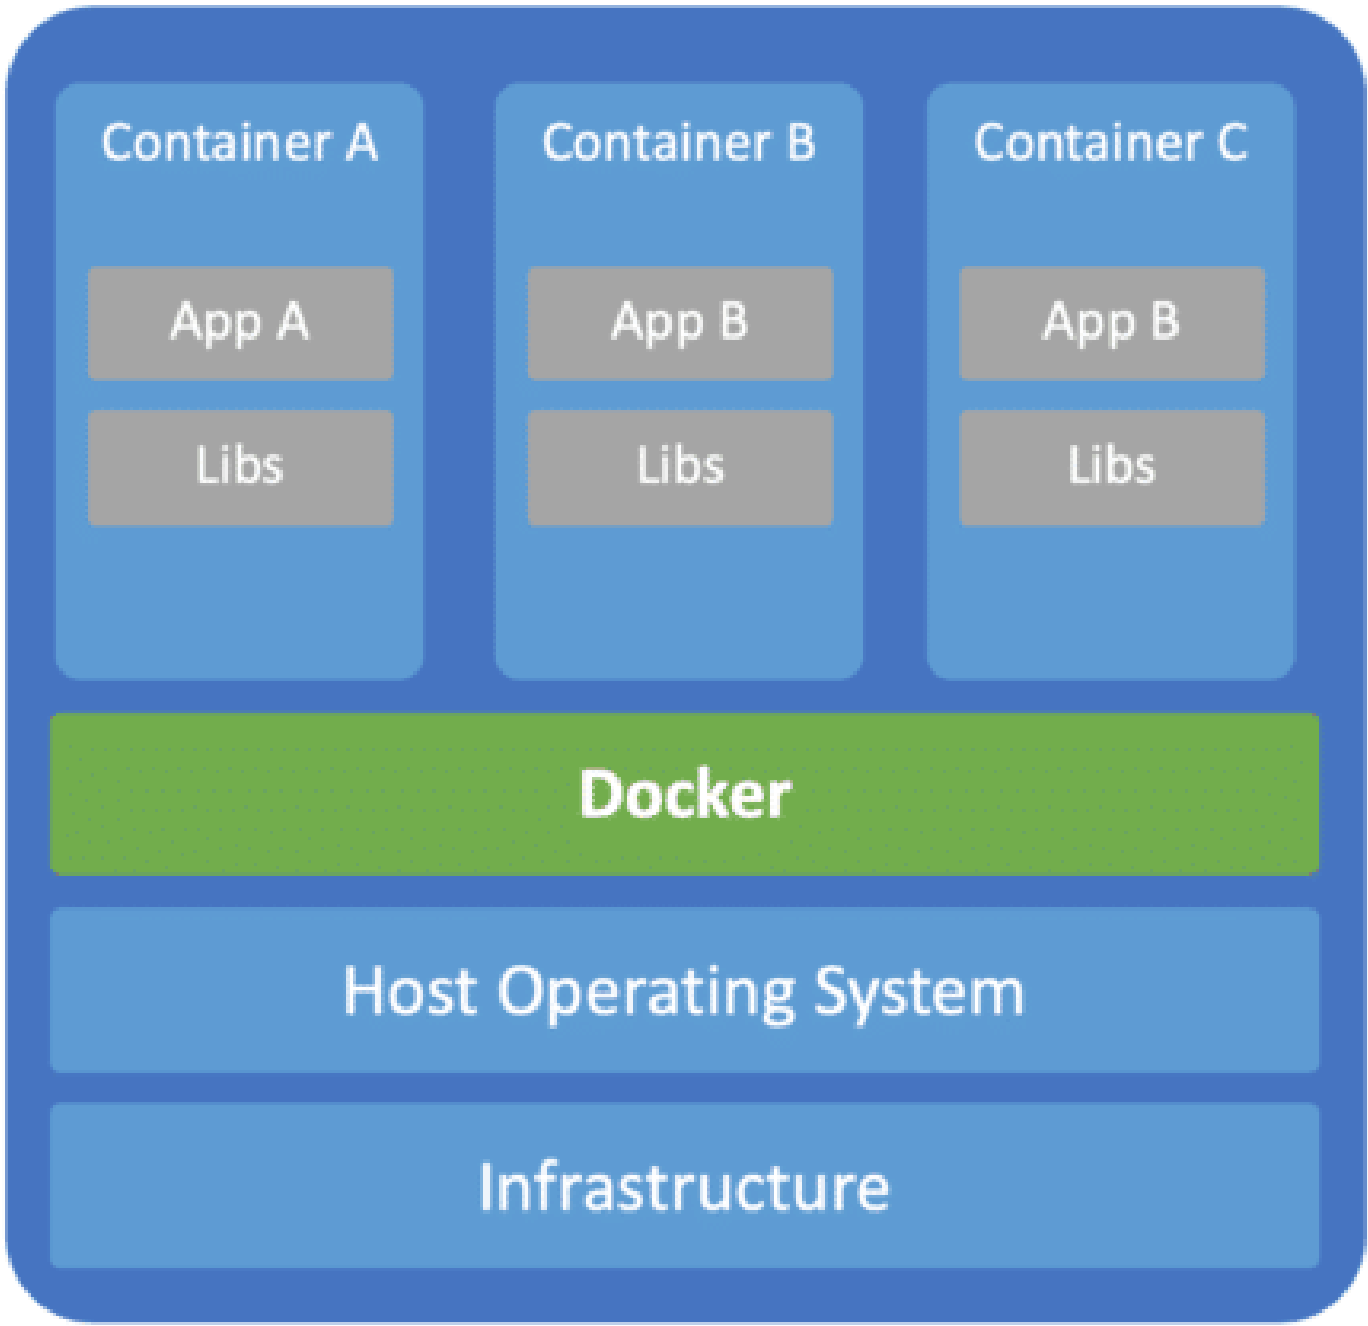 Container A
App A
Libs
Container B
App B
Libs
Container C
App B
Libs
Docker
Host Operating System
Infrastructure